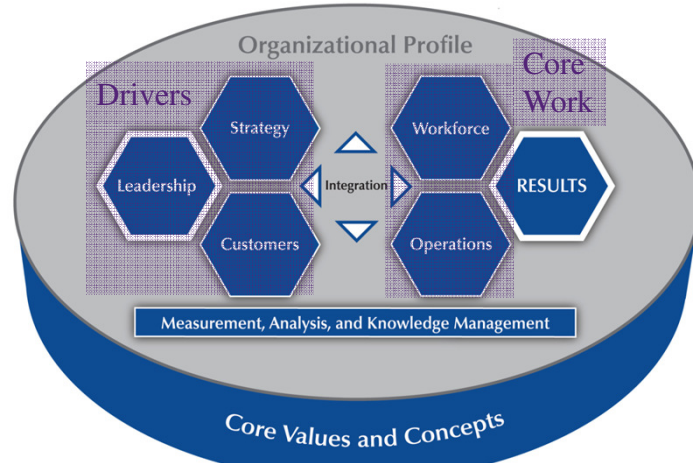 Organizational Profile
Drivers
Core
Work
Strategy
Workforce
Leadership
Integration
RESULTS
Customers
Operations
Measurement, Analysis, and Knowledge Management
Core Values and Concepts